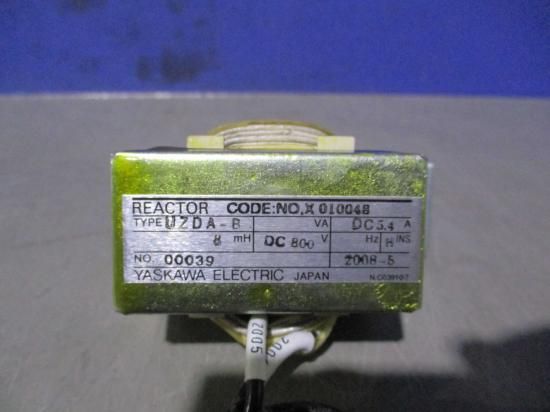 REACTOR CODE:NO.X 010048
TYPE UZDA-B VA DC5.4 A
8 mH DC 800 V Hz H INS
NO. 00039 2008-5
YASKAWA ELECTRIC JAPAN
2005
200